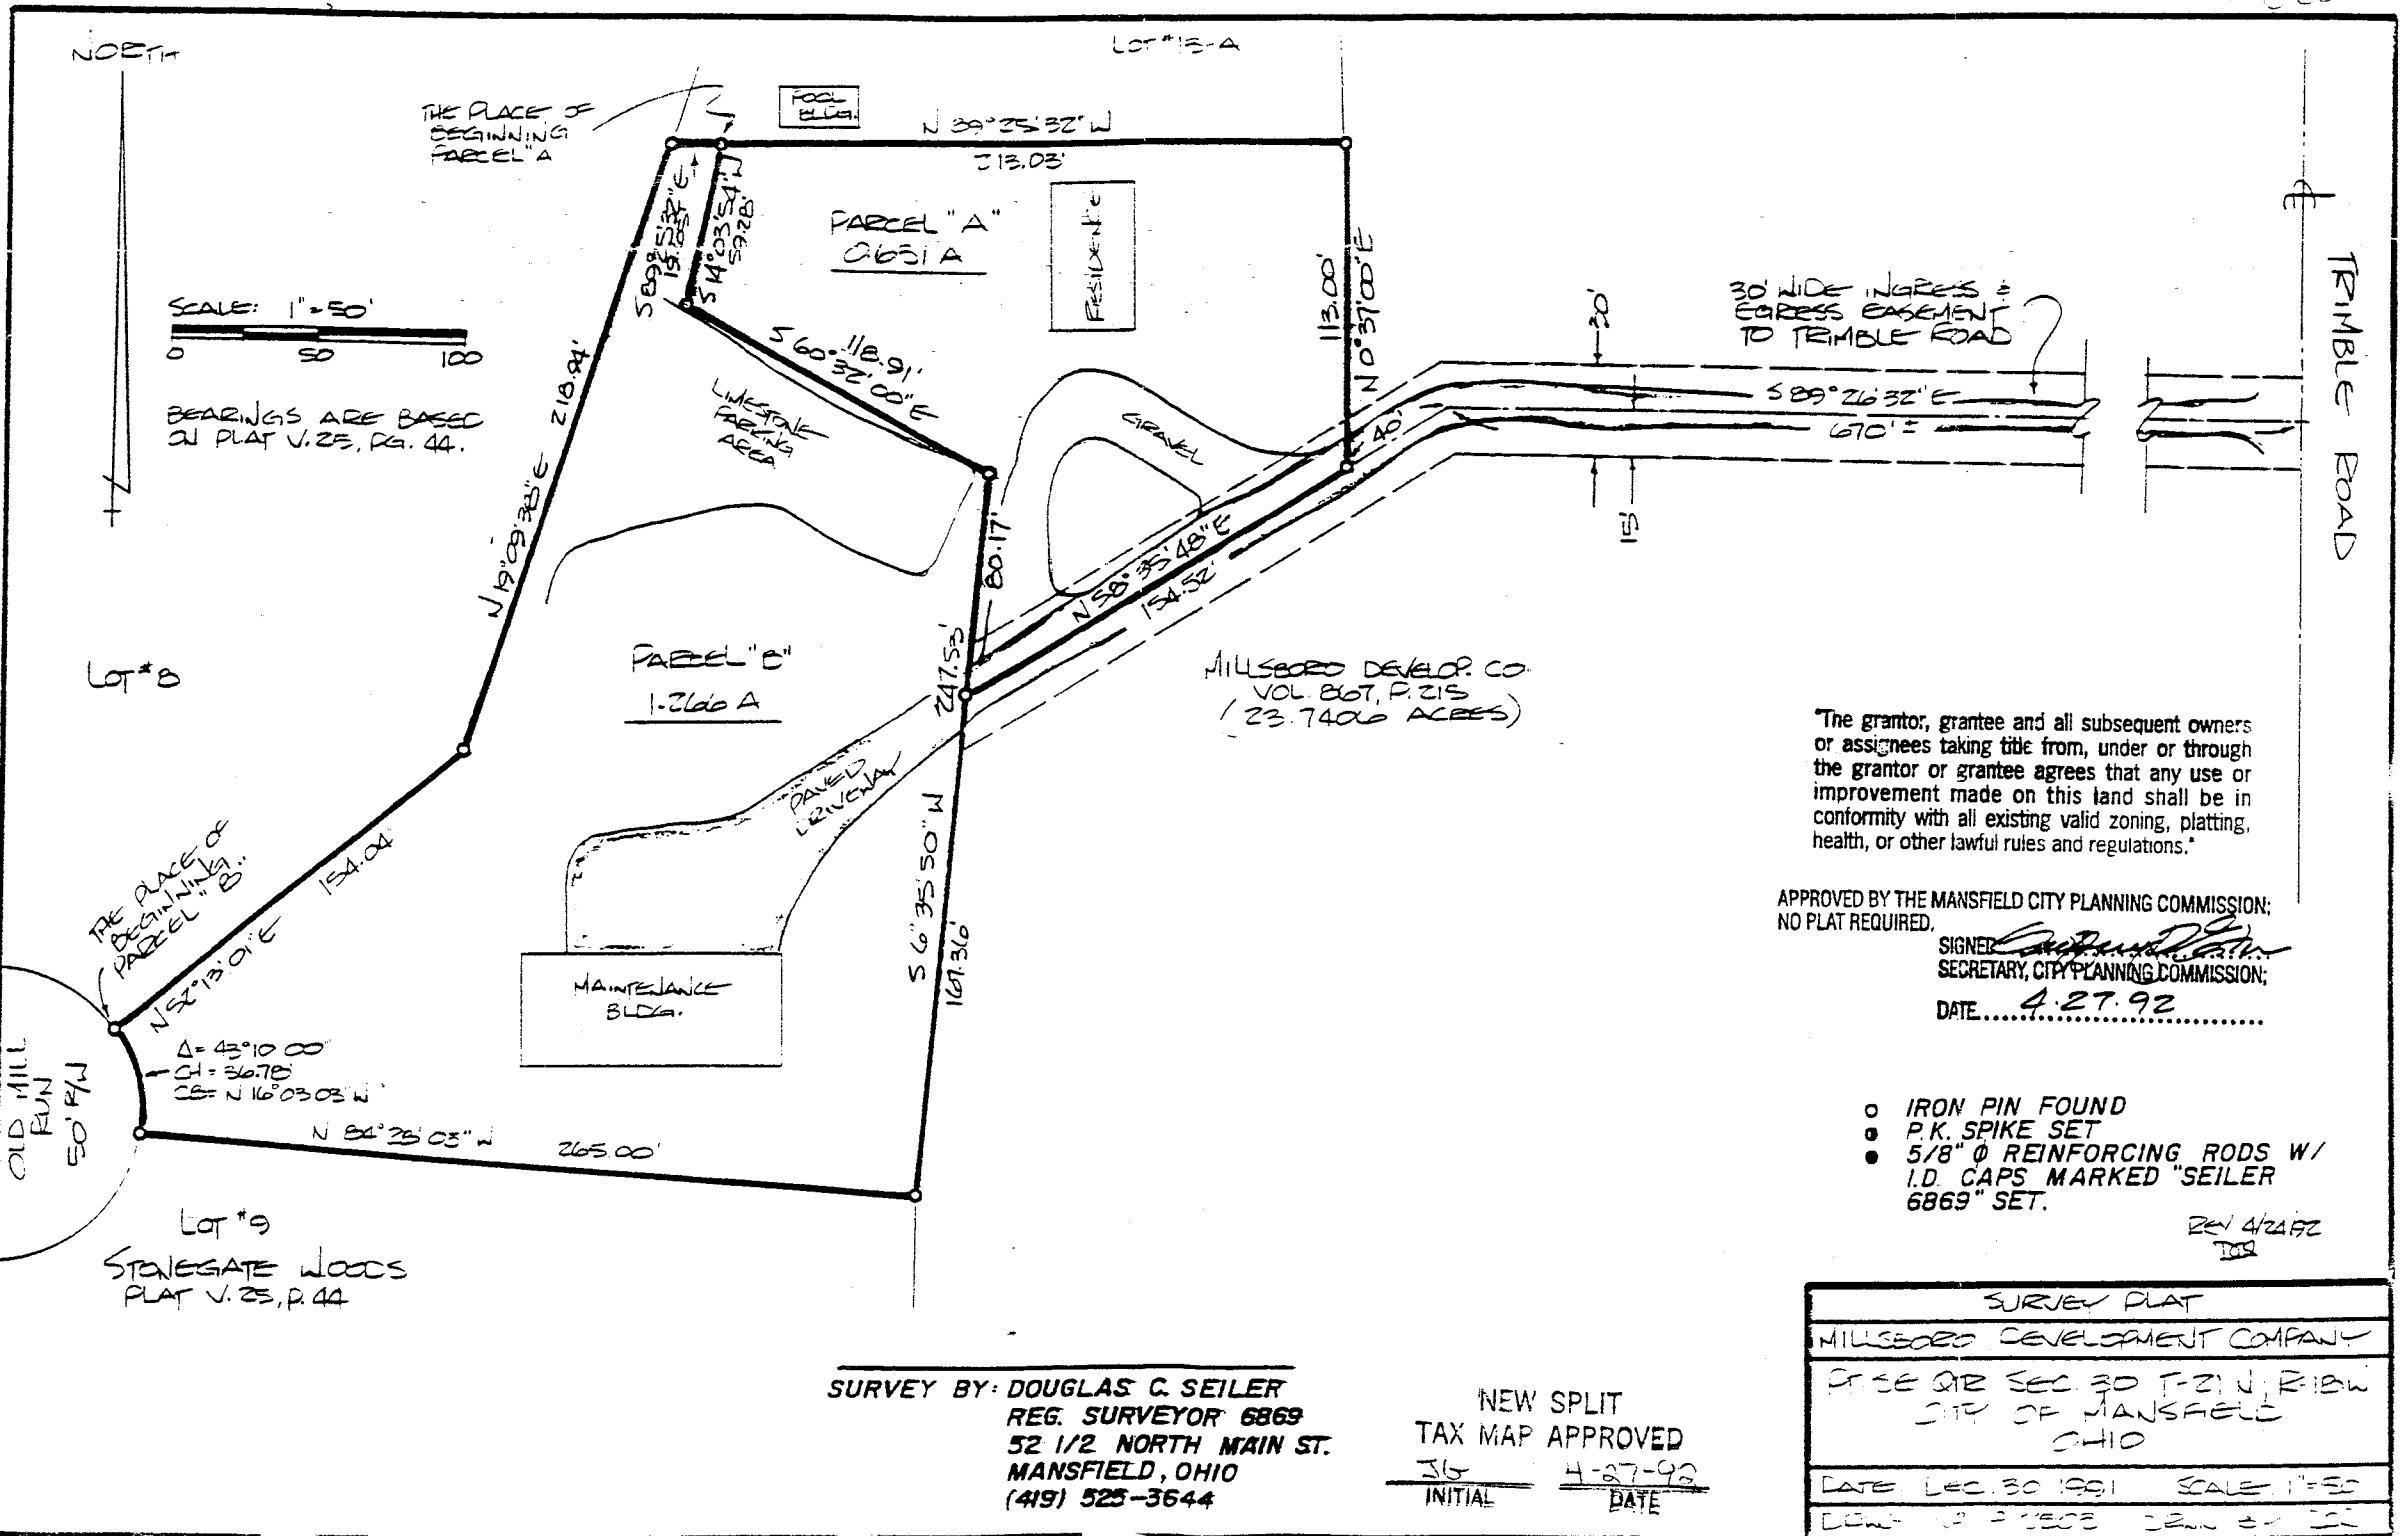 NORTH
LOT #13-A
THE PLACE OF
BEGINNING
PARCEL "A
POOL
BLDG.
N 39°25'32" W
213.03'
S 14°03'54" W
59.28'
PARCEL "A"
0.631 A
RESIDENCE
113.00'
N 0°37'00" E
SCALE: 1"=50'
0 50 100
BEARINGS ARE BASED
ON PLAT V.25, PG. 44.
218.94'
N 19°09'38" E
S 60°32'00" E
118.91'
LIMESTONE
PARKING
AREA
GRAVEL
40'
30'
15'
30' WIDE INGRESS &
EGRESS EASEMENT
TO TRIMBLE ROAD
S 89°26'32" E
670'±
TRIMBLE ROAD
80.17'
247.53'
N 58°35'48" E
154.52'
LOT #8
PARCEL "B"
1.266 A
MILLSBORO DEVELOP. CO.
VOL. 867, P. 215
(23.7406 ACRES)
PAVED
DRIVEWAY
S 6°35'50" W
167.36'
THE PLACE OF
BEGINNING
PARCEL "B"
154.04
N 52°13'01" E
MAINTENANCE
BLDG.
OLD MILL
RUN
50' R/W
Δ= 43°10'00"
CH= 36.78'
CB= N 16°03'03" W
N 84°28'03" W
265.00'
LOT #9
STONEGATE WOODS
PLAT V.25, P.44
"The grantor, grantee and all subsequent owners
or assignees taking title from, under or through
the grantor or grantee agrees that any use or
improvement made on this land shall be in
conformity with all existing valid zoning, platting,
health, or other lawful rules and regulations."
APPROVED BY THE MANSFIELD CITY PLANNING COMMISSION;
NO PLAT REQUIRED.
SIGNED
SECRETARY, CITY PLANNING COMMISSION;
DATE 4.27.92
IRON PIN FOUND
P.K. SPIKE SET
5/8" Ø REINFORCING RODS W/
I.D. CAPS MARKED "SEILER
6869" SET.
REV 4/24/92
SURVEY PLAT
MILLSBORO DEVELOPMENT COMPANY
PT. SE QTR SEC. 30 T-21 N, R-18W
CITY OF MANSFIELD
OHIO
DATE DEC. 30 1991 SCALE 1"=50
SURVEY BY: DOUGLAS C. SEILER
REG. SURVEYOR 6869
52 1/2 NORTH MAIN ST.
MANSFIELD, OHIO
(419) 525-3644
NEW SPLIT
TAX MAP APPROVED
JG 4-27-92
INITIAL DATE